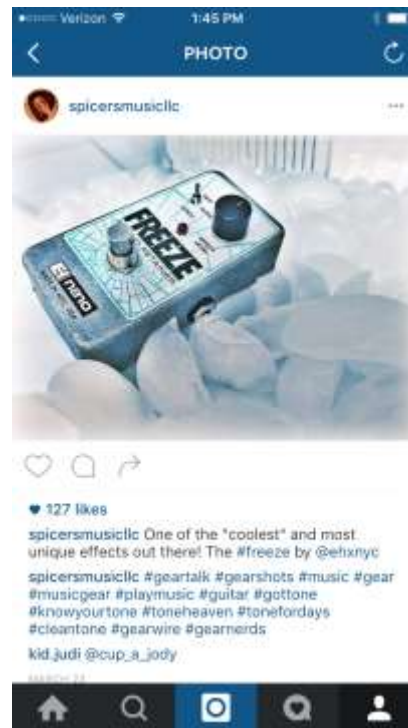 Verizon 1:45 PM
PHOTO
spicersmusicllc
FREEZE
nano
127 likes
spicersmusicllc One of the "coolest" and most
unique effects out there! The #freeze by @ehxnyc
spicersmusicllc #geartalk #gearshots #music #gear
#musicgear #playmusic #guitar #gottone
#knowyourtone #toneheaven #tonefordays
#cleantone #gearwire #gearnerds
kid.judi @cup_a_jody